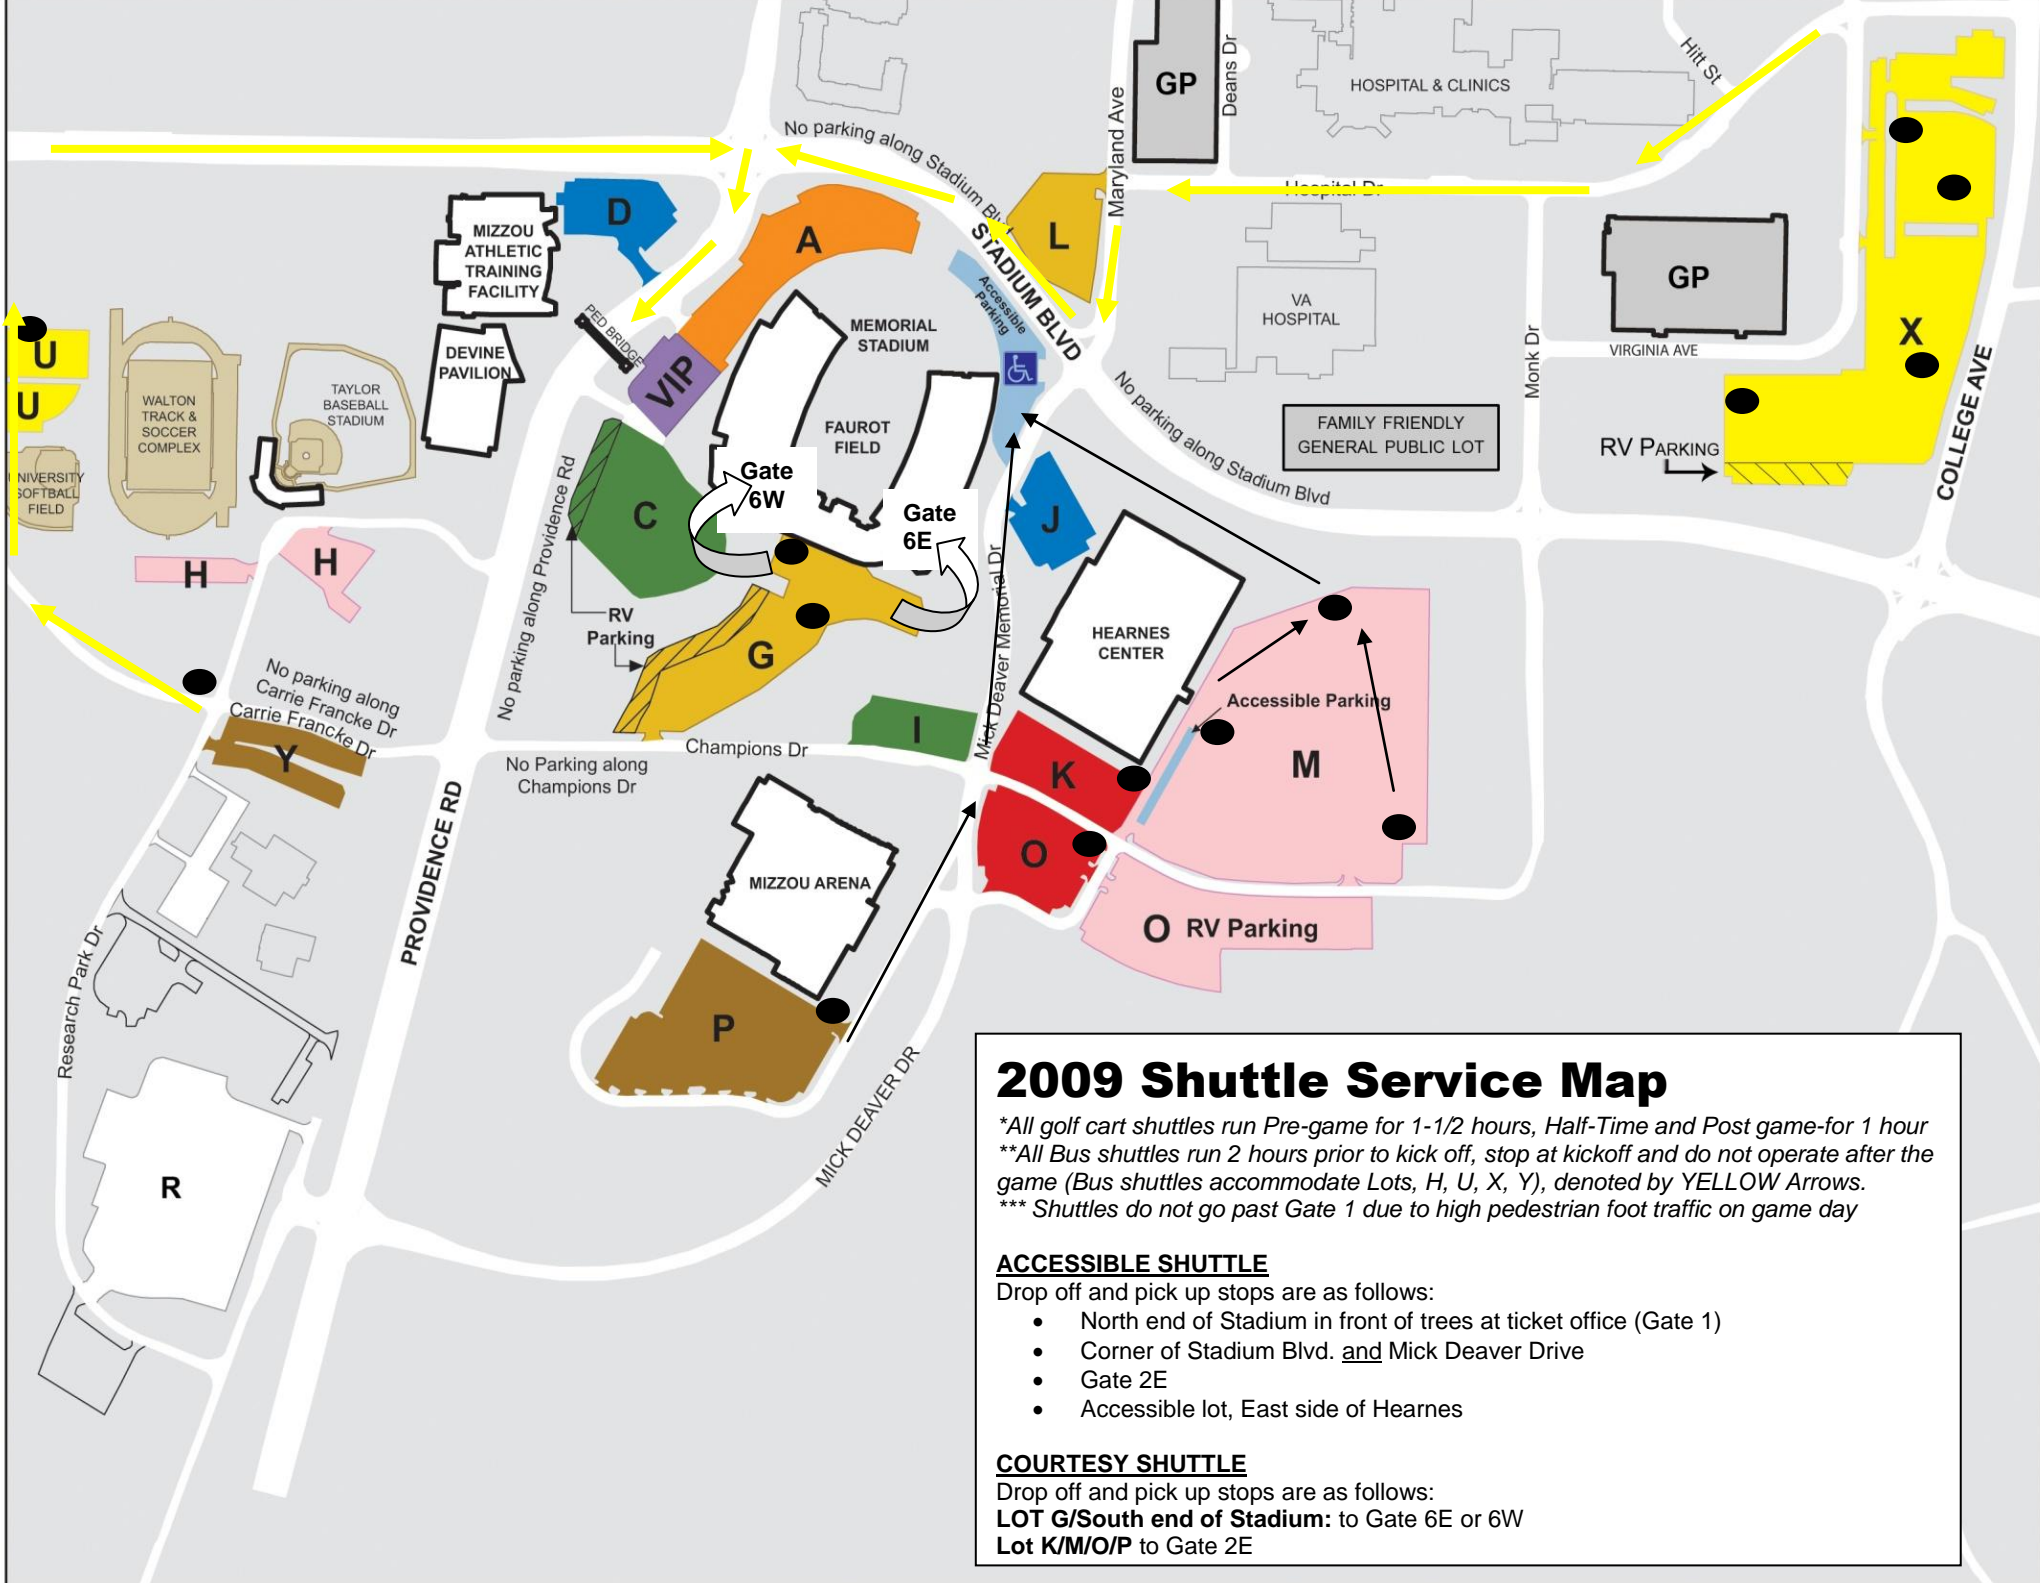 Hitt St
GP
Deans Dr
Maryland Ave
HOSPITAL & CLINICS
No parking along Stadium Blvd
Hospital Dr
D
A
L
STADIUM BLVD
MIZZOU
ATHLETIC
TRAINING
FACILITY
Accessible
Parking
VA
HOSPITAL
GP
X
PED BRIDGE
MEMORIAL
STADIUM
VIRGINIA AVE
Monk Dr
COLLEGE AVE
U
U
DEVINE
PAVILION
VIP
TAYLOR
BASEBALL
STADIUM
WALTON
TRACK &
SOCCER
COMPLEX
FAUROT
FIELD
No parking along Stadium Blvd
FAMILY FRIENDLY
GENERAL PUBLIC LOT
RV PARKING
UNIVERSITY
SOFTBALL
FIELD
No parking along Providence Rd
C
Gate
6W
Gate
6E
J
H
H
RV
Parking
G
Mick Deaver Memorial Dr
HEARNES
CENTER
Accessible Parking
No parking along
Carrie Francke Dr
Carrie Francke Dr
Y
I
Champions Dr
No Parking along
Champions Dr
K
M
PROVIDENCE RD
MIZZOU ARENA
O
O RV Parking
Research Park Dr
P
MICK DEAVER DR
R
2009 Shuttle Service Map
*All golf cart shuttles run Pre-game for 1-1/2 hours, Half-Time and Post game-for 1 hour
**All Bus shuttles run 2 hours prior to kick off, stop at kickoff and do not operate after the
game (Bus shuttles accommodate Lots, H, U, X, Y), denoted by YELLOW Arrows.
*** Shuttles do not go past Gate 1 due to high pedestrian foot traffic on game day
ACCESSIBLE SHUTTLE
Drop off and pick up stops are as follows:
• North end of Stadium in front of trees at ticket office (Gate 1)
• Corner of Stadium Blvd. and Mick Deaver Drive
• Gate 2E
• Accessible lot, East side of Hearnes
COURTESY SHUTTLE
Drop off and pick up stops are as follows:
LOT G/South end of Stadium: to Gate 6E or 6W
Lot K/M/O/P to Gate 2E